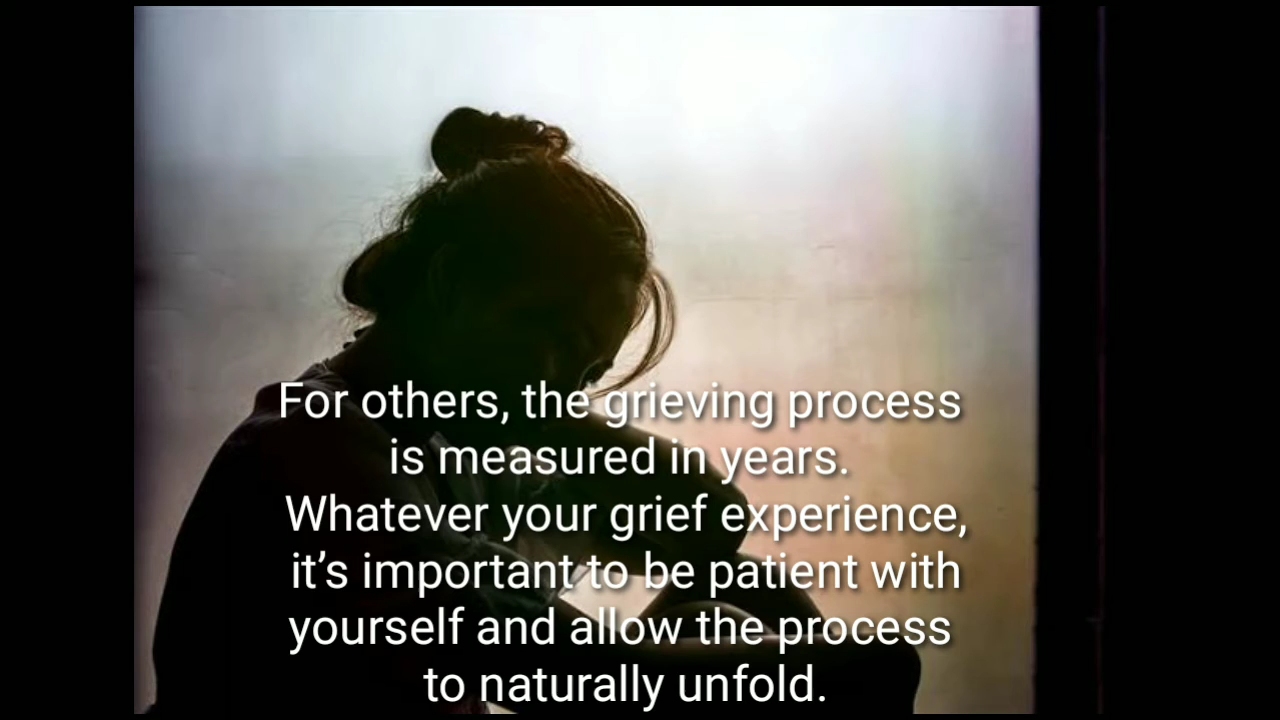 For others, the grieving process
is measured in years.
Whatever your grief experience,
it’s important to be patient with
yourself and allow the process
to naturally unfold.